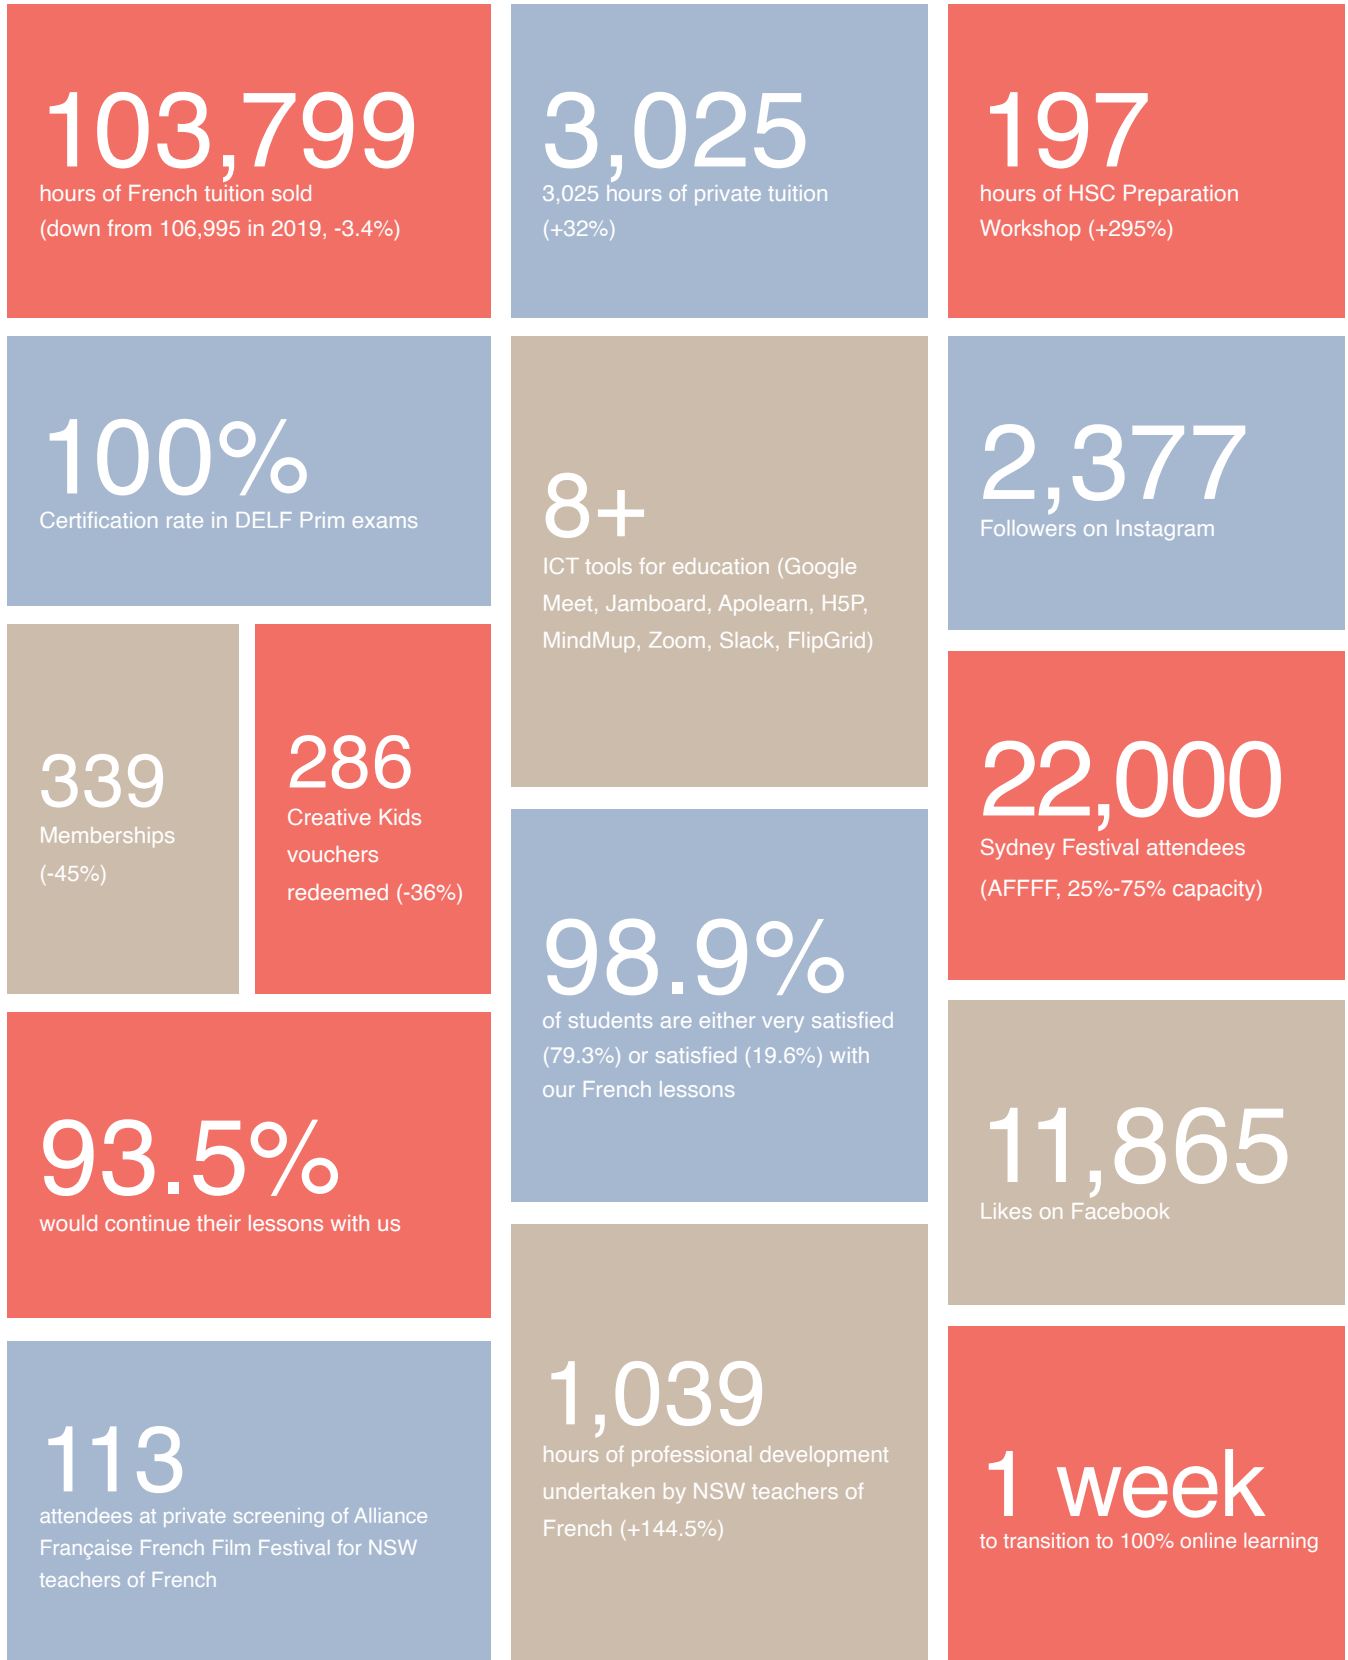 103,799
hours of French tuition sold
(down from 106,995 in 2019, -3.4%)
3,025
3,025 hours of private tuition
(+32%)
197
hours of HSC Preparation
Workshop (+295%)
100%
Certification rate in DELF Prim exams
8+
ICT tools for education (Google
Meet, Jamboard, Apolearn, H5P,
MindMup, Zoom, Slack, FlipGrid)
2,377
Followers on Instagram
339
Memberships
(-45%)
286
Creative Kids
vouchers
redeemed (-36%)
22,000
Sydney Festival attendees
(AFFFF, 25%-75% capacity)
98.9%
of students are either very satisfied
(79.3%) or satisfied (19.6%) with
our French lessons
93.5%
would continue their lessons with us
11,865
Likes on Facebook
113
attendees at private screening of Alliance
Française French Film Festival for NSW
teachers of French
1,039
hours of professional development
undertaken by NSW teachers of
French (+144.5%)
1 week
to transition to 100% online learning